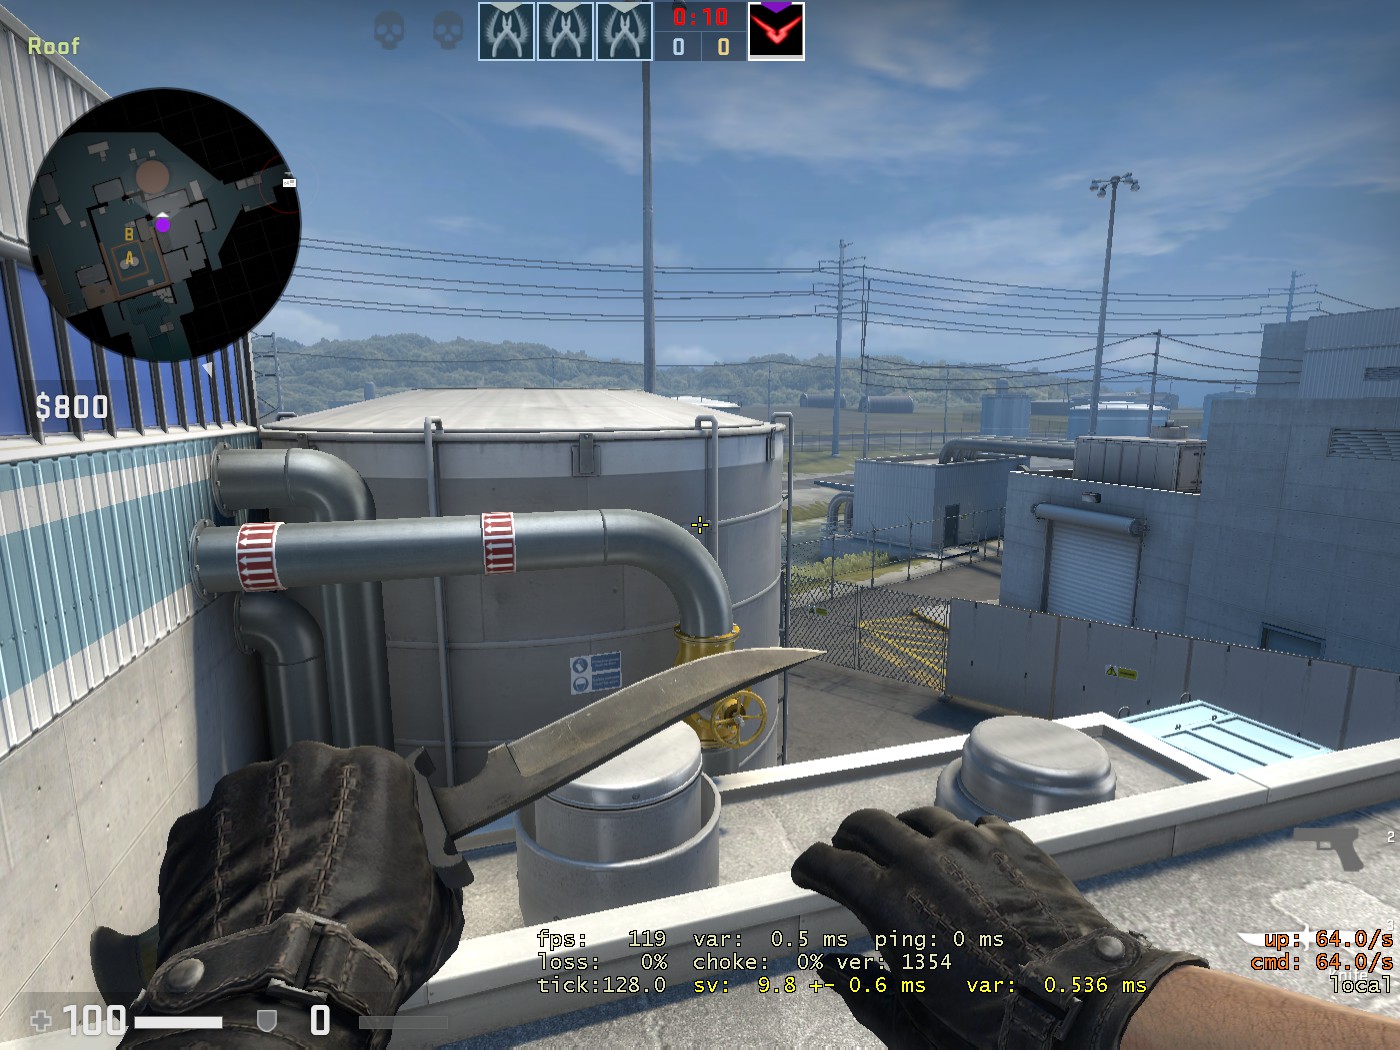 0:10
0 0
Roof
B
A
$800
2
fps: 119 var: 0.5 ms ping: 0 ms
loss: 0% choke: 0% ver: 1354
tick:128.0 sv: 9.8 +- 0.6 ms var: 0.536 ms
up: 64.0/s
cmd: 64.0/s
local
100 0